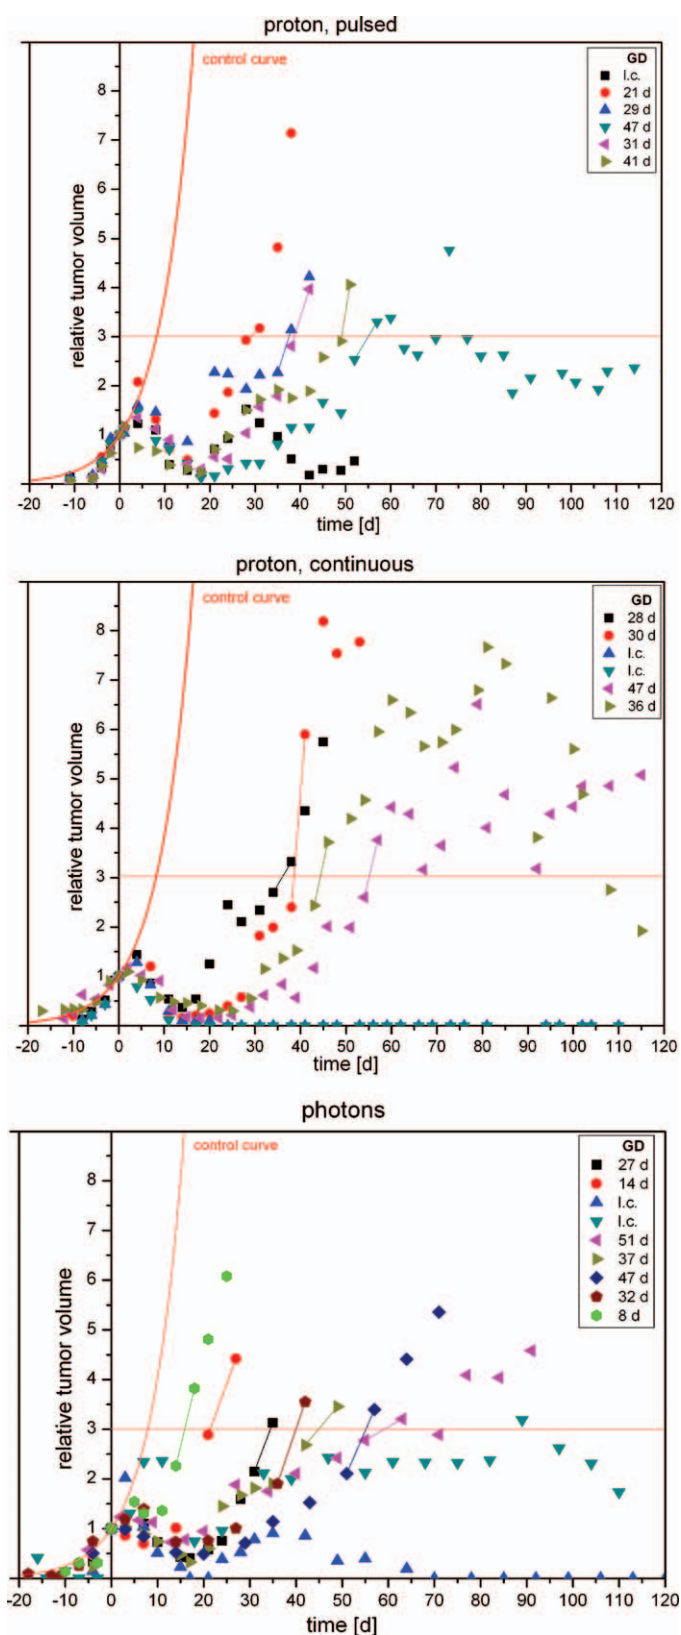 proton, pulsed
control curve
GD
l.c.
21 d
29 d
47 d
31 d
41 d
8
7
6
5
4
3
2
1
relative tumor volume
-20 -10 0 10 20 30 40 50 60 70 80 90 100 110 120
time [d]
proton, continuous
control curve
GD
28 d
30 d
l.c.
l.c.
47 d
36 d
8
7
6
5
4
3
2
1
relative tumor volume
-20 -10 0 10 20 30 40 50 60 70 80 90 100 110 120
time [d]
photons
control curve
GD
27 d
14 d
l.c.
l.c.
51 d
37 d
47 d
32 d
8 d
8
7
6
5
4
3
2
1
relative tumor volume
-20 -10 0 10 20 30 40 50 60 70 80 90 100 110 120
time [d]